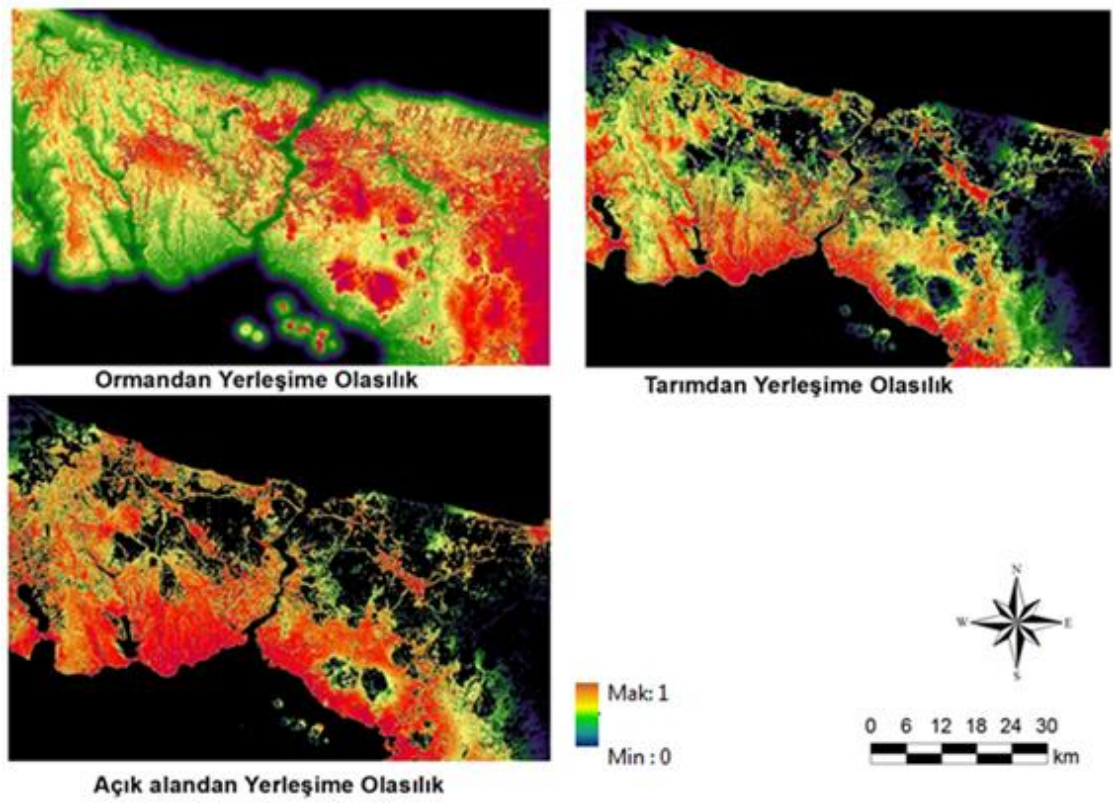 Ormandan Yerleşime Olasılık
Tarımdan Yerleşime Olasılık
Açık alandan Yerleşime Olasılık
Mak: 1
Min : 0
N
W E
S
0 6 12 18 24 30
km